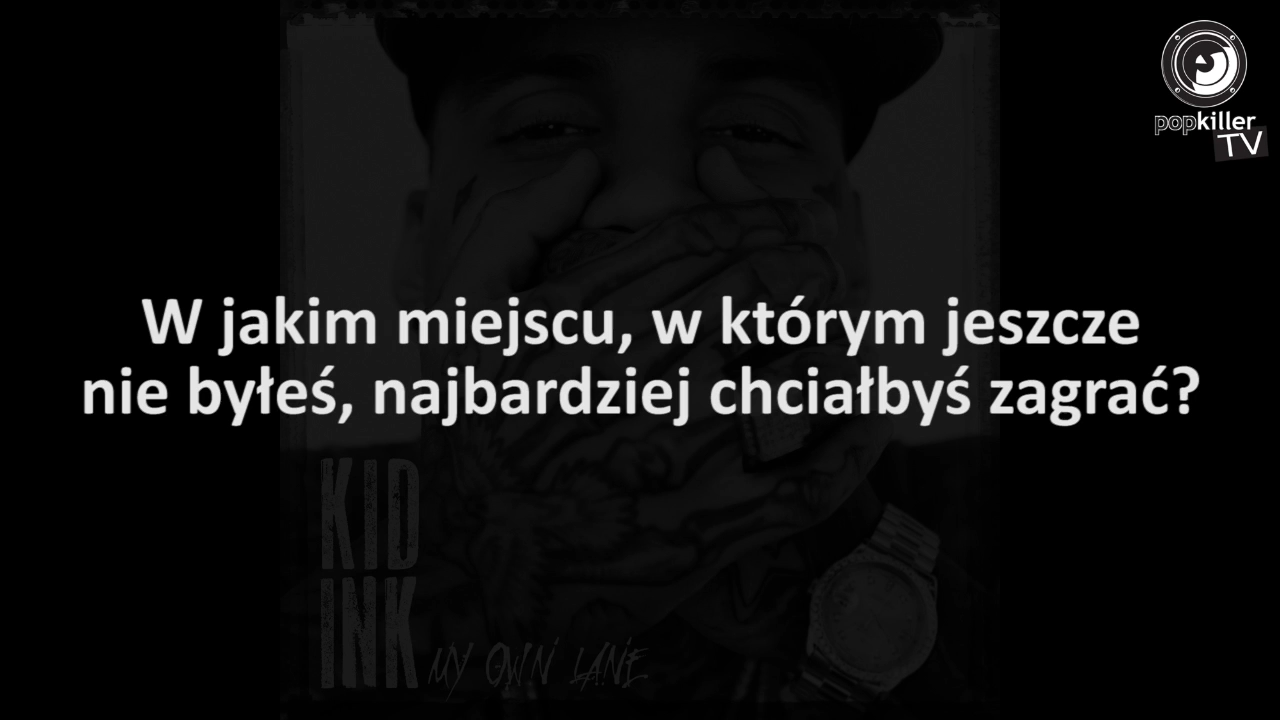 popkiller
TV
W jakim miejscu, w którym jeszcze
nie byłeś, najbardziej chciałbyś zagrać?
KID
INK
MY OWN LANE